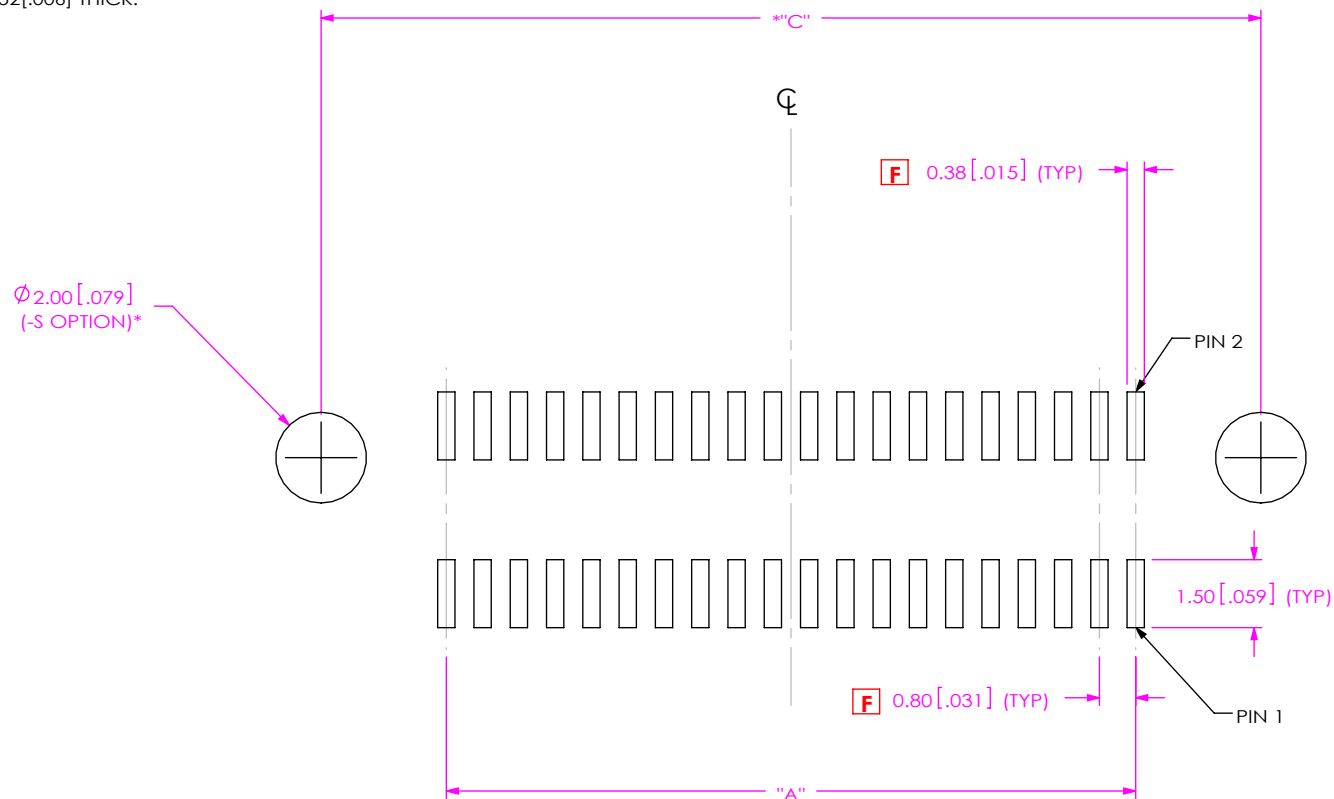 *"C"
℄
F 0.38[.015] (TYP)
∅2.00[.079]
(-S OPTION)*
PIN 2
1.50[.059] (TYP)
F 0.80[.031] (TYP)
PIN 1
"A"